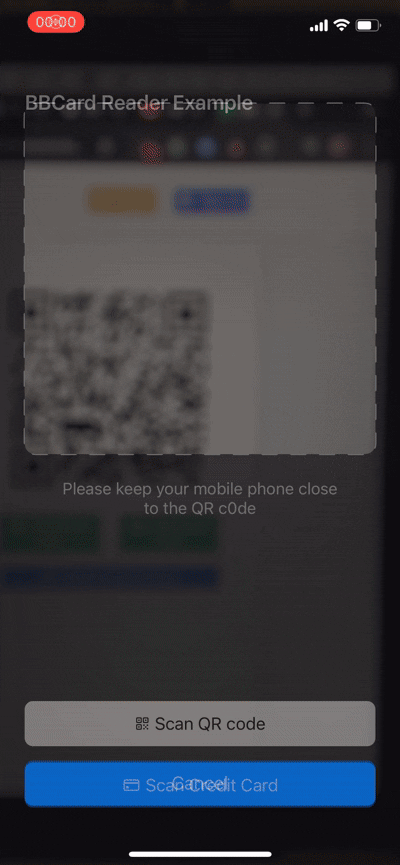 00:00
BBCard Reader Example
Please keep your mobile phone close
to the QR c0de
Scan QR code
Scan Credit Card
Cancel